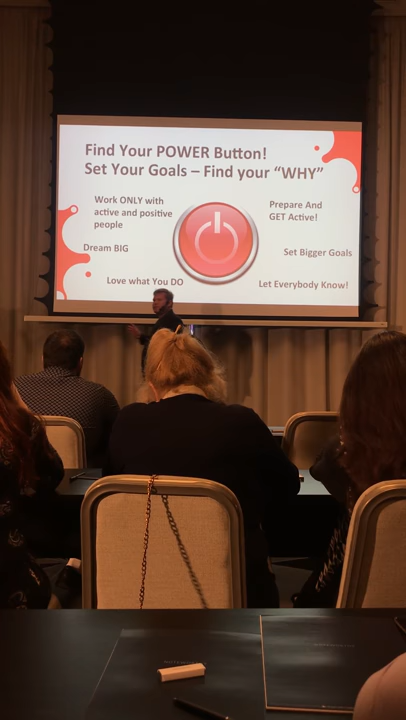 Find Your POWER Button!
Set Your Goals – Find your “WHY”
Work ONLY with
active and positive
people
Prepare And
GET Active!
Dream BIG
Set Bigger Goals
Love what You DO
Let Everybody Know!